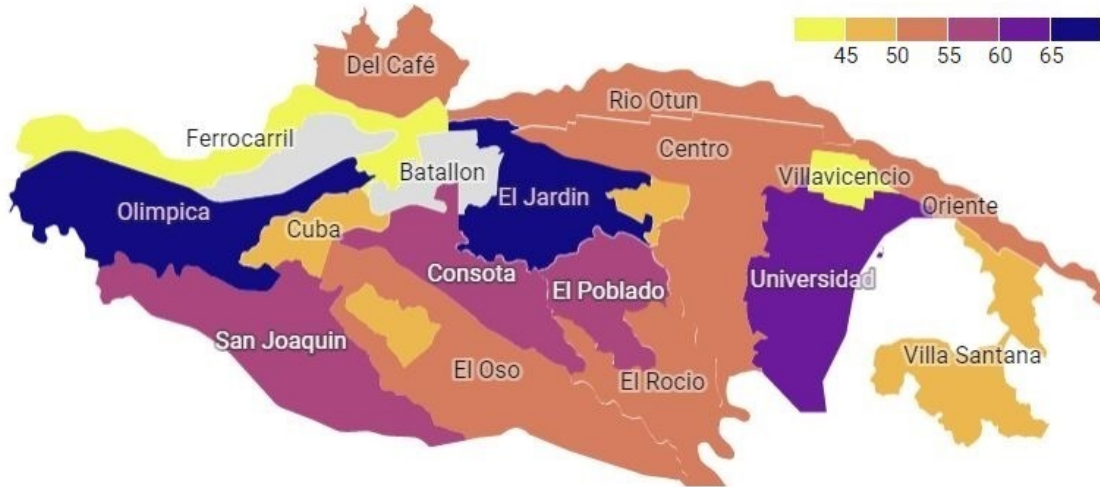 45 50 55 60 65
Del Café
Rio Otun
Ferrocarril
Centro
Batallon
Villavicencio
El Jardin
Olimpica
Oriente
Cuba
Consota
El Poblado
Universidad
San Joaquin
Villa Santana
El Oso
El Rocio